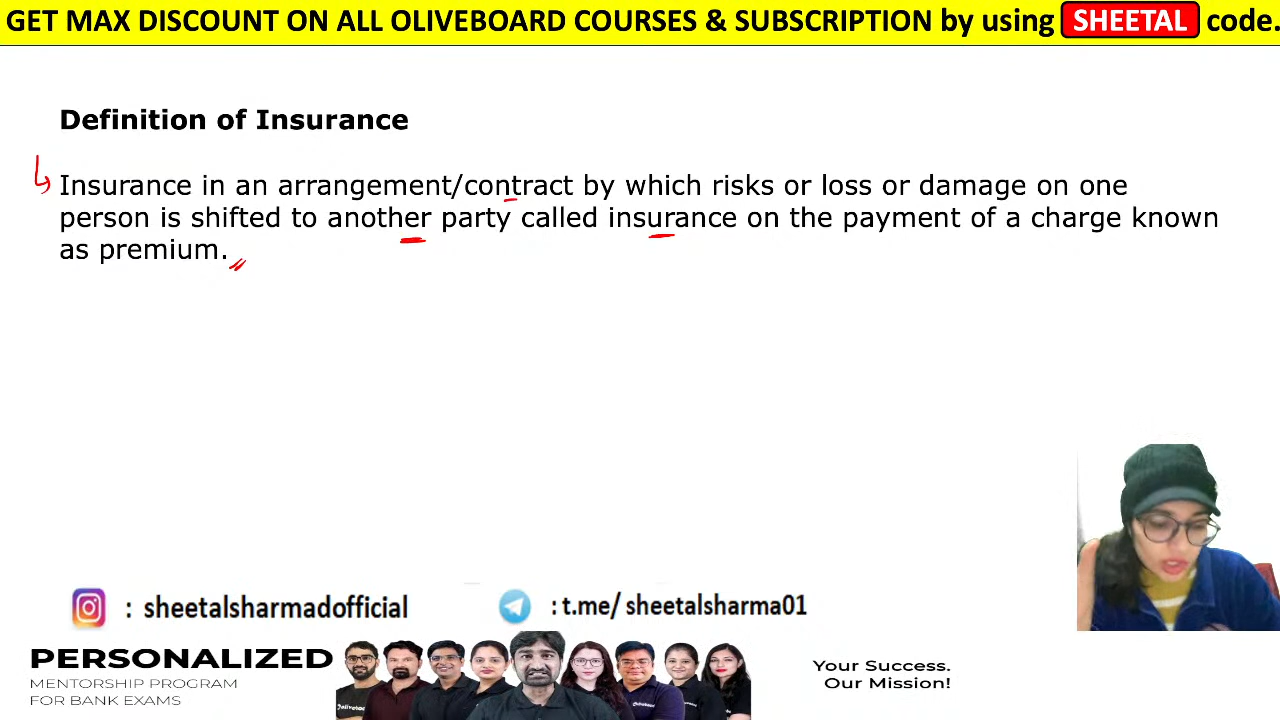 GET MAX DISCOUNT ON ALL OLIVEBOARD COURSES & SUBSCRIPTION by using SHEETAL code.
Definition of Insurance
Insurance in an arrangement/contract by which risks or loss or damage on one
person is shifted to another party called insurance on the payment of a charge known
as premium.
: sheetalsharmadofficial
: t.me/ sheetalsharma01
PERSONALIZED
MENTORSHIP PROGRAM
FOR BANK EXAMS
Your Success.
Our Mission!